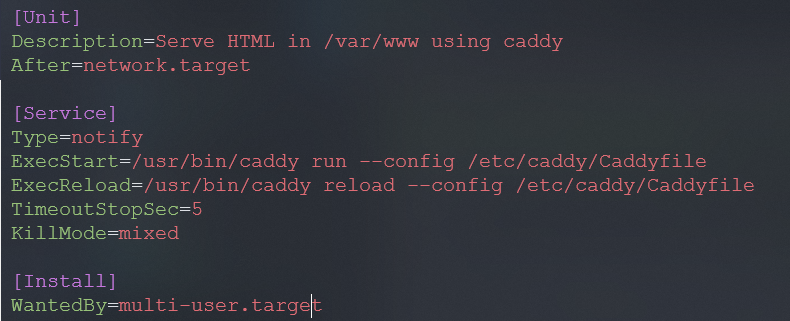 [Unit]
Description=Serve HTML in /var/www using caddy
After=network.target
[Service]
Type=notify
ExecStart=/usr/bin/caddy run --config /etc/caddy/Caddyfile
ExecReload=/usr/bin/caddy reload --config /etc/caddy/Caddyfile
TimeoutStopSec=5
KillMode=mixed
[Install]
WantedBy=multi-user.target